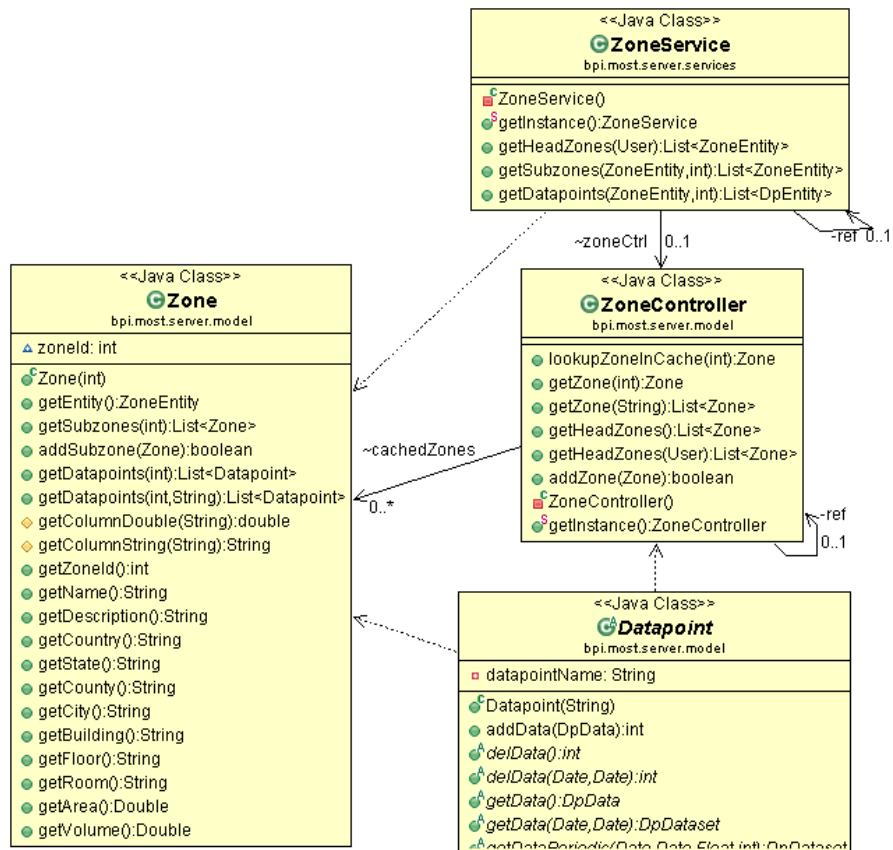 <<Java Class>>
ZoneService
bpi.most.server.services
ZoneService()
getInstance():ZoneService
getHeadZones(User):List<ZoneEntity>
getSubzones(ZoneEntity,int):List<ZoneEntity>
getDatapoints(ZoneEntity,int):List<DpEntity>
-ref 0..1
~zoneCtrl 0..1
<<Java Class>>
Zone
bpi.most.server.model
zoneId: int
Zone(int)
getEntity():ZoneEntity
getSubzones(int):List<Zone>
addSubzone(Zone):boolean
getDatapoints(int):List<Datapoint>
getDatapoints(int,String):List<Datapoint>
getColumnDouble(String):double
getColumnString(String):String
getZoneId():int
getName():String
getDescription():String
getCountry():String
getState():String
getCounty():String
getCity():String
getBuilding():String
getFloor():String
getRoom():String
getArea():Double
getVolume():Double
~cachedZones
0..*
<<Java Class>>
ZoneController
bpi.most.server.model
lookupZoneInCache(int):Zone
getZone(int):Zone
getZone(String):List<Zone>
getHeadZones():List<Zone>
getHeadZones(User):List<Zone>
addZone(Zone):boolean
ZoneController()
getInstance():ZoneController
-ref
0..1
<<Java Class>>
Datapoint
bpi.most.server.model
datapointName: String
Datapoint(String)
addData(DpData):int
delData():int
delData(Date,Date):int
getData():DpData
getData(Date,Date):DpDataset
getDataPeriodic(Date,Date,Float,int):DpDataset